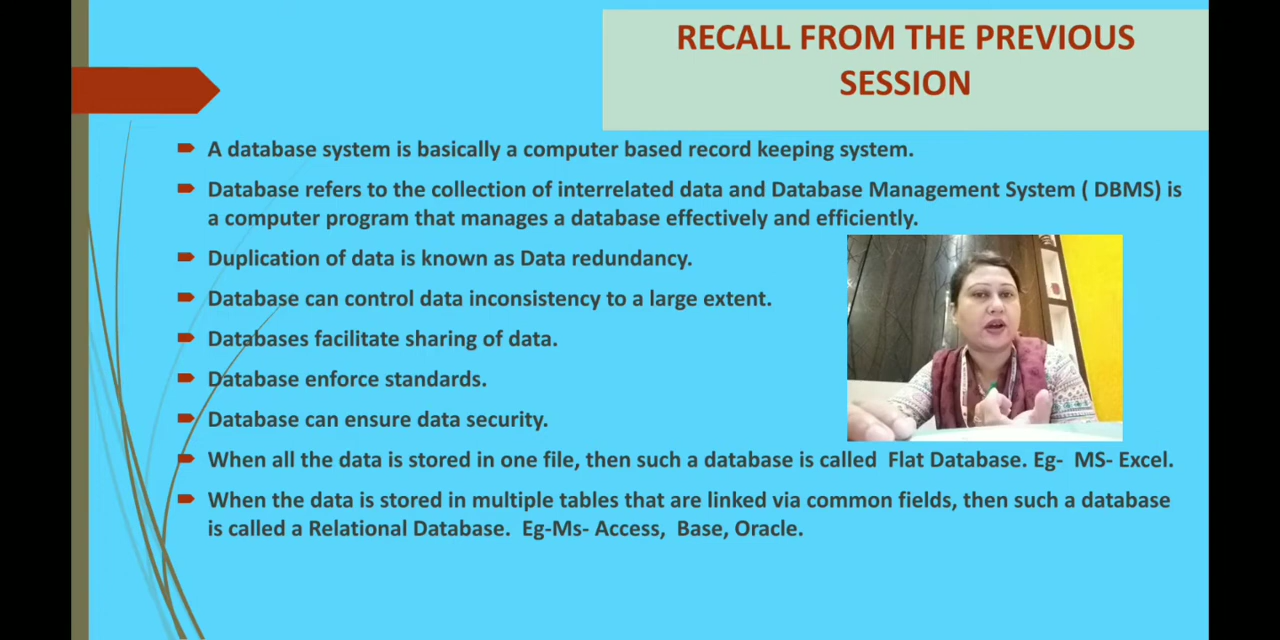 RECALL FROM THE PREVIOUS
SESSION
A database system is basically a computer based record keeping system.
Database refers to the collection of interrelated data and Database Management System ( DBMS) is
a computer program that manages a database effectively and efficiently.
Duplication of data is known as Data redundancy.
Database can control data inconsistency to a large extent.
Databases facilitate sharing of data.
Database enforce standards.
Database can ensure data security.
When all the data is stored in one file, then such a database is called  Flat Database. Eg-  MS- Excel.
When the data is stored in multiple tables that are linked via common fields, then such a database
is called a Relational Database.  Eg-Ms- Access,  Base, Oracle.